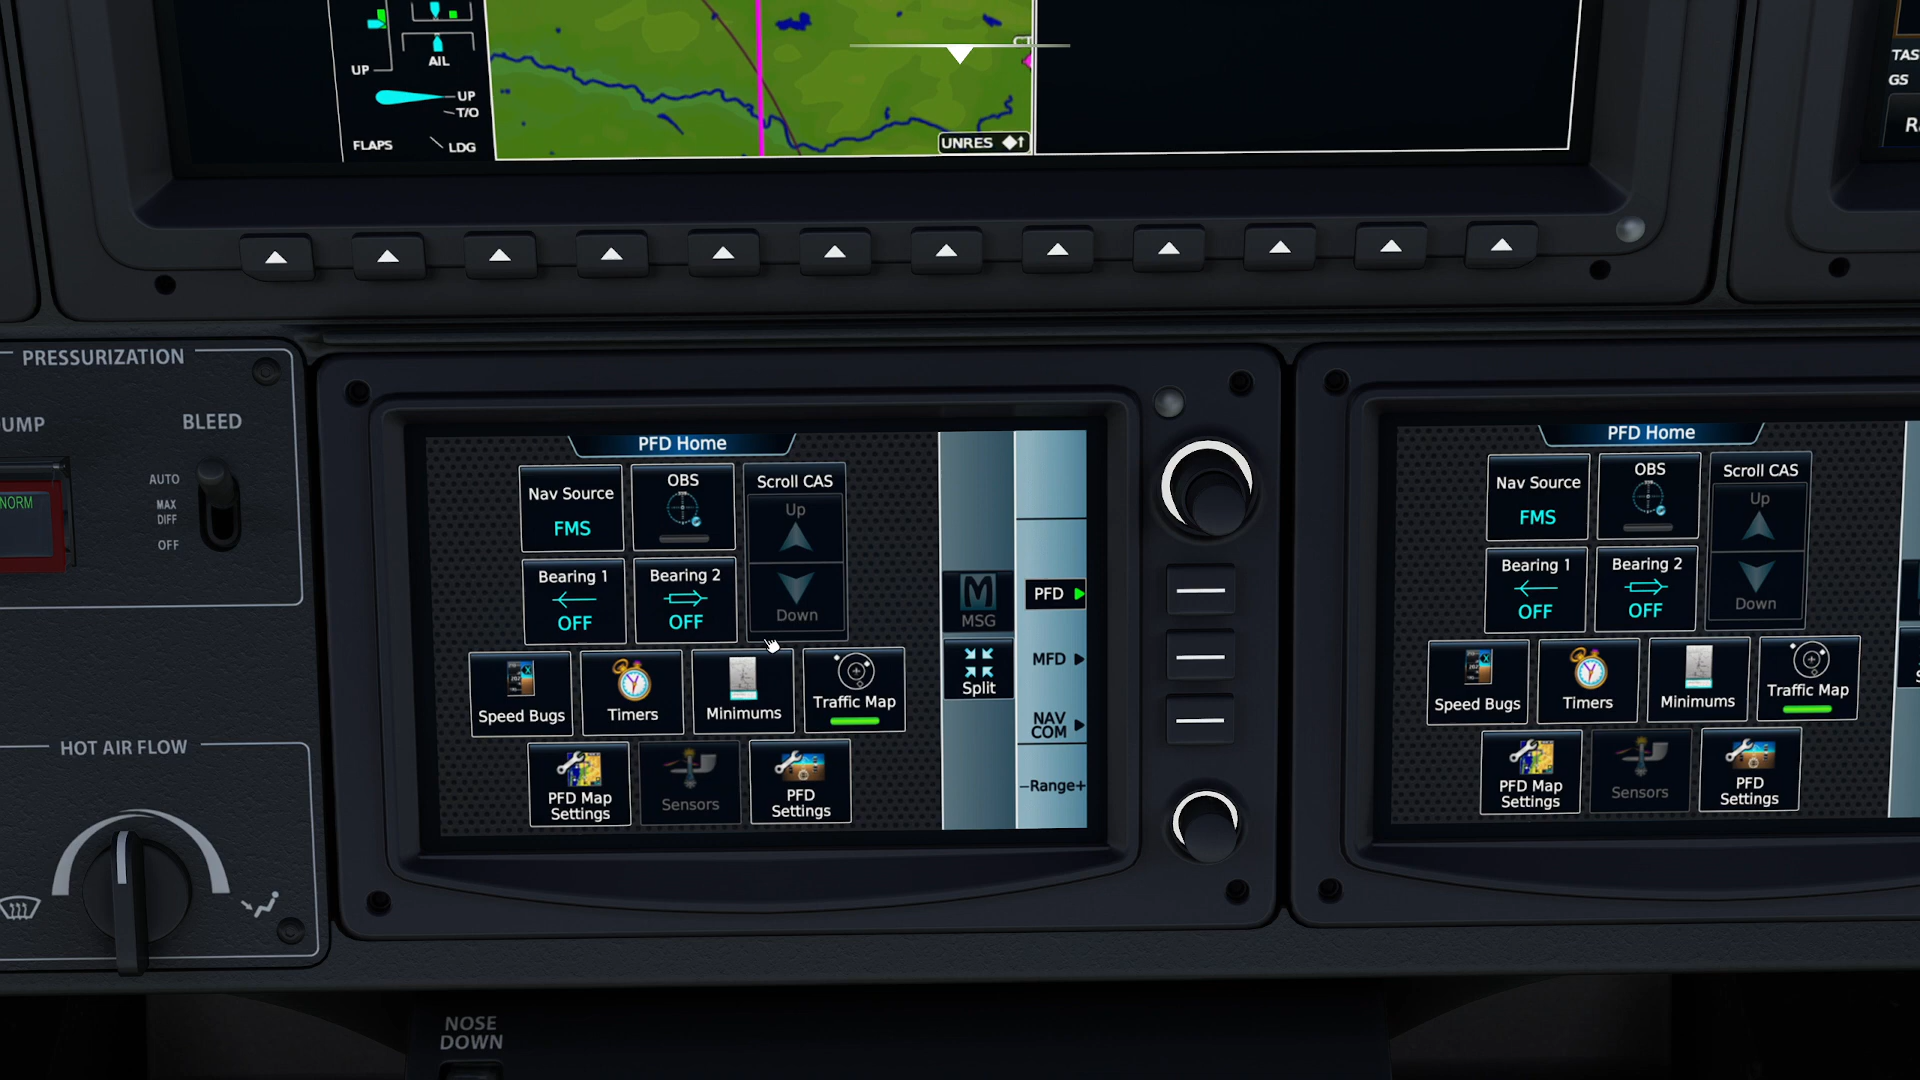 UP
AIL
UP
T/O
FLAPS
LDG
UNRES
TAS
GS
PRESSURIZATION
BLEED
AUTO
MAX
DIFF
OFF
NORM
HOT AIR FLOW
NOSE
DOWN
PFD Home
Nav Source
FMS
OBS
Scroll CAS
Up
Down
Bearing 1
OFF
Bearing 2
OFF
Speed Bugs
Timers
Minimums
Traffic Map
PFD Map
Settings
Sensors
PFD
Settings
MSG
Split
PFD
MFD
NAV
COM
−Range+
PFD Home
Nav Source
FMS
OBS
Scroll CAS
Up
Down
Bearing 1
OFF
Bearing 2
OFF
Speed Bugs
Timers
Minimums
Traffic Map
PFD Map
Settings
Sensors
PFD
Settings